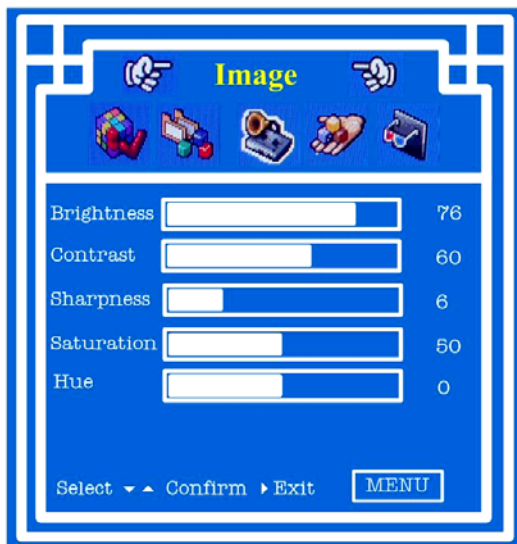 Image
Brightness 76
Contrast 60
Sharpness 6
Saturation 50
Hue 0
Select ▾ ▴ Confirm ▸ Exit MENU